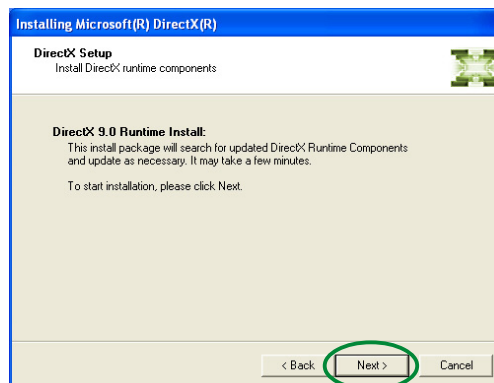 Installing Microsoft(R) DirectX(R)
DirectX Setup
Install DirectX runtime components
DirectX 9.0 Runtime Install:
This install package will search for updated DirectX Runtime Components
and update as necessary. It may take a few minutes.
To start installation, please click Next.
< Back Next > Cancel